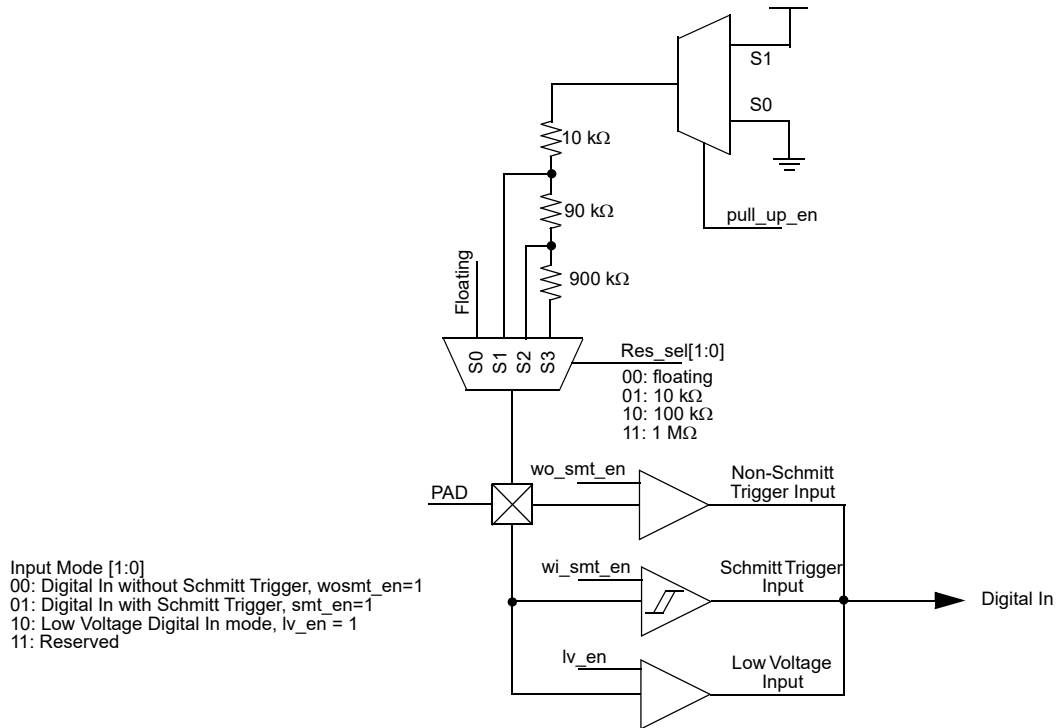 S1
S0
10 kΩ
90 kΩ
pull_up_en
900 kΩ
Floating
S0
S1
S2
S3
Res_sel[1:0]
00: floating
01: 10 kΩ
10: 100 kΩ
11: 1 MΩ
wo_smt_en
Non-Schmitt
Trigger Input
PAD
Input Mode [1:0]
00: Digital In without Schmitt Trigger, wosmt_en=1
01: Digital In with Schmitt Trigger, smt_en=1
10: Low Voltage Digital In mode, lv_en = 1
11: Reserved
wi_smt_en
Schmitt Trigger
Input
Digital In
lv_en
Low Voltage
Input